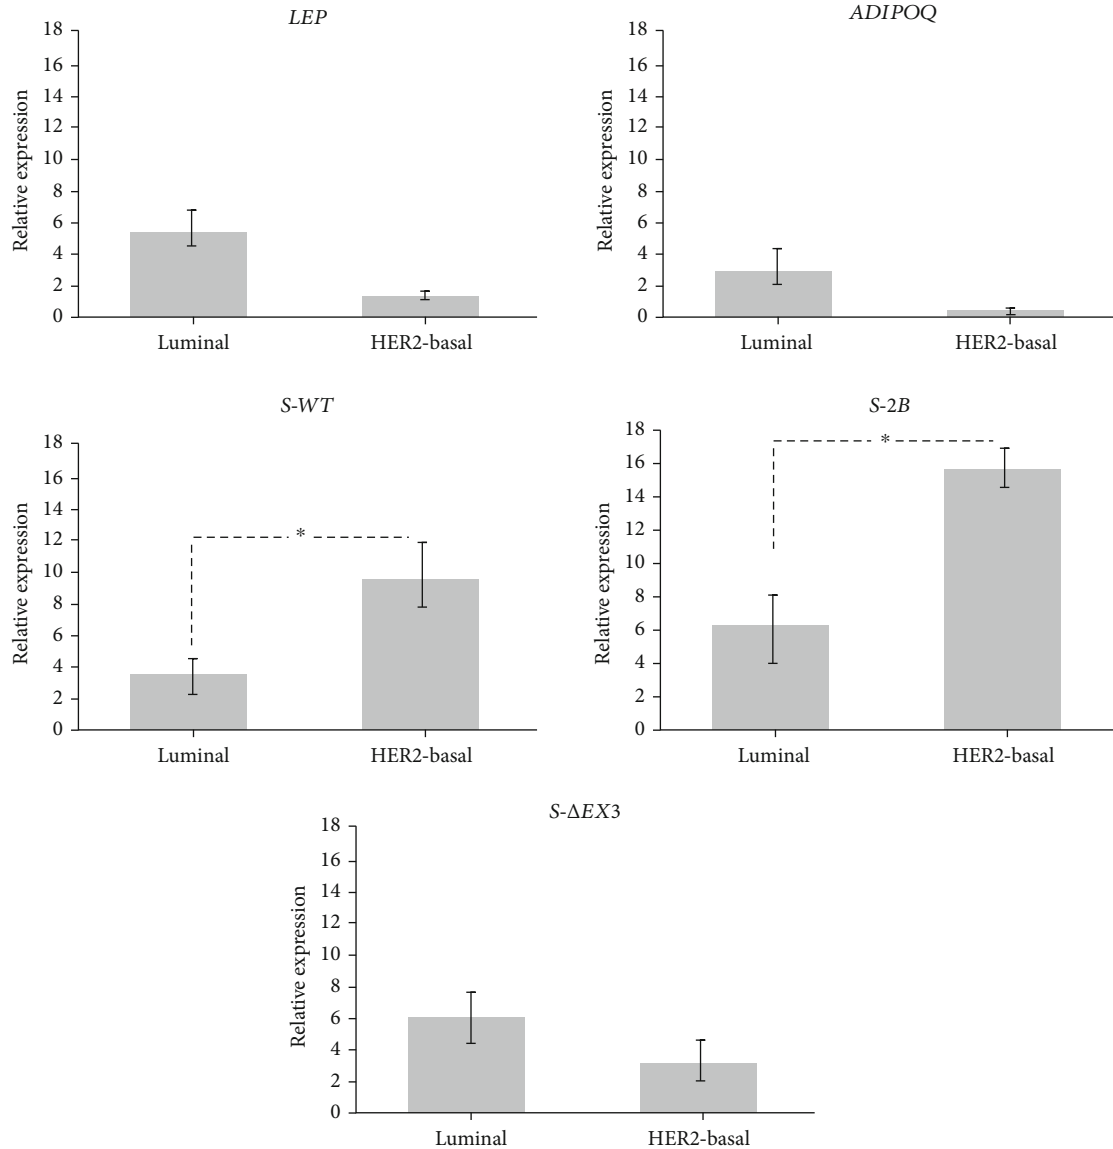 LEP
18
16
14
12
10
8
6
4
2
0
Relative expression
Luminal
HER2-basal
ADIPOQ
18
16
14
12
10
8
6
4
2
0
Relative expression
Luminal
HER2-basal
S-WT
18
16
14
12
10
8
6
4
2
0
Relative expression
*
Luminal
HER2-basal
S-2B
18
16
14
12
10
8
6
4
2
0
Relative expression
*
Luminal
HER2-basal
S-ΔEX3
18
16
14
12
10
8
6
4
2
0
Relative expression
Luminal
HER2-basal